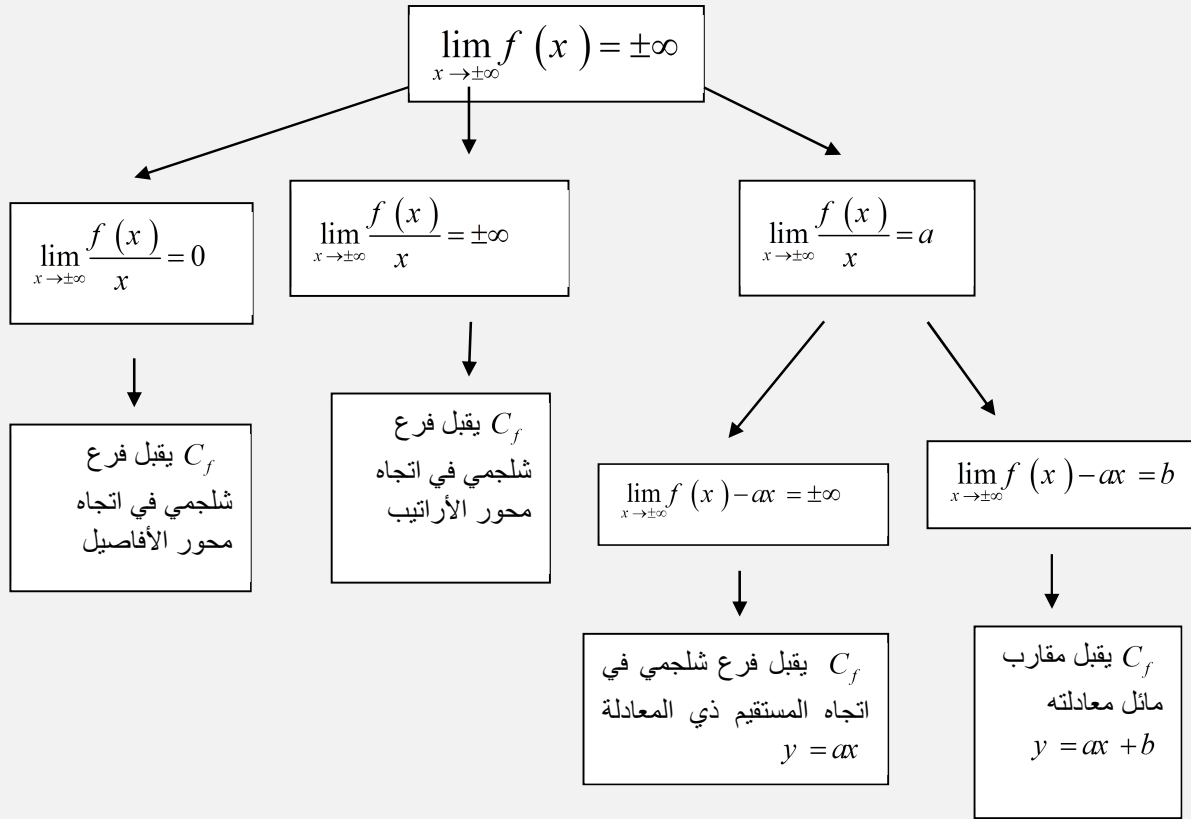 lim f(x) = ±∞
x→±∞
lim f(x)/x = 0
x→±∞
lim f(x)/x = ±∞
x→±∞
lim f(x)/x = a
x→±∞
C_f يقبل فرع
شلجمي في اتجاه
محور الأفاصيل
C_f يقبل فرع
شلجمي في اتجاه
محور الأراتيب
lim f(x) − ax = ±∞
x→±∞
lim f(x) − ax = b
x→±∞
C_f يقبل فرع شلجمي في
اتجاه المستقيم ذي المعادلة
y = ax
C_f يقبل مقارب
مائل معادلته
y = ax + b